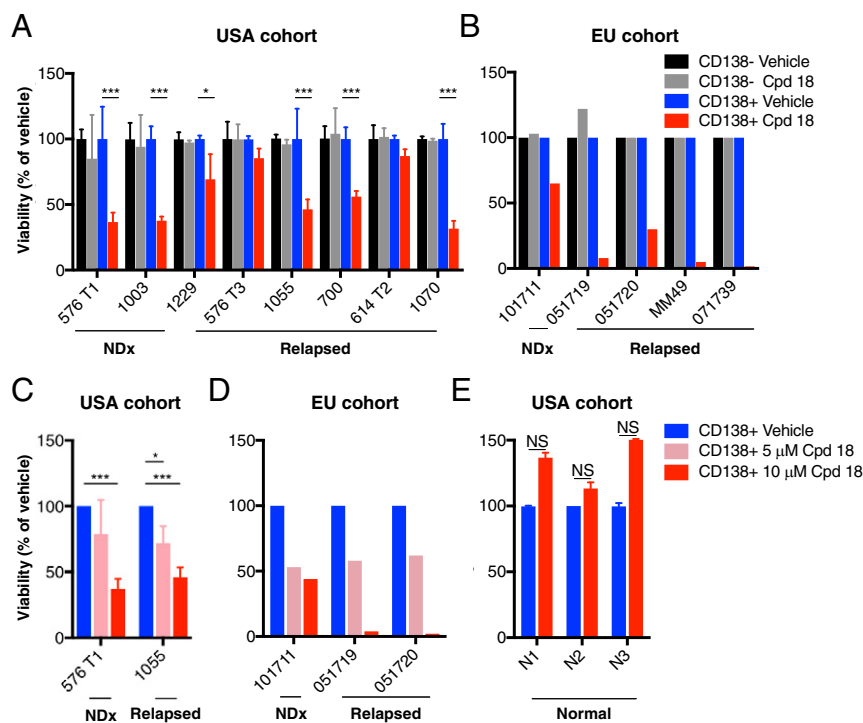 A
USA cohort
Viability (% of vehicle)
150
100
50
0
*** *** * *** *** ***
576 T1 1003 1229 576 T3 1055 700 614 T2 1070
NDx Relapsed
B
EU cohort
CD138- Vehicle
CD138- Cpd 18
CD138+ Vehicle
CD138+ Cpd 18
150
100
50
0
101711 051719 051720 MM49 071739
NDx Relapsed
C
USA cohort
Viability (% of vehicle)
150
100
50
0
*** * ***
576 T1 1055
NDx Relapsed
D
EU cohort
150
100
50
0
101711 051719 051720
NDx Relapsed
E
USA cohort
150
100
50
0
NS NS NS
N1 N2 N3
Normal
CD138+ Vehicle
CD138+ 5 μM Cpd 18
CD138+ 10 μM Cpd 18